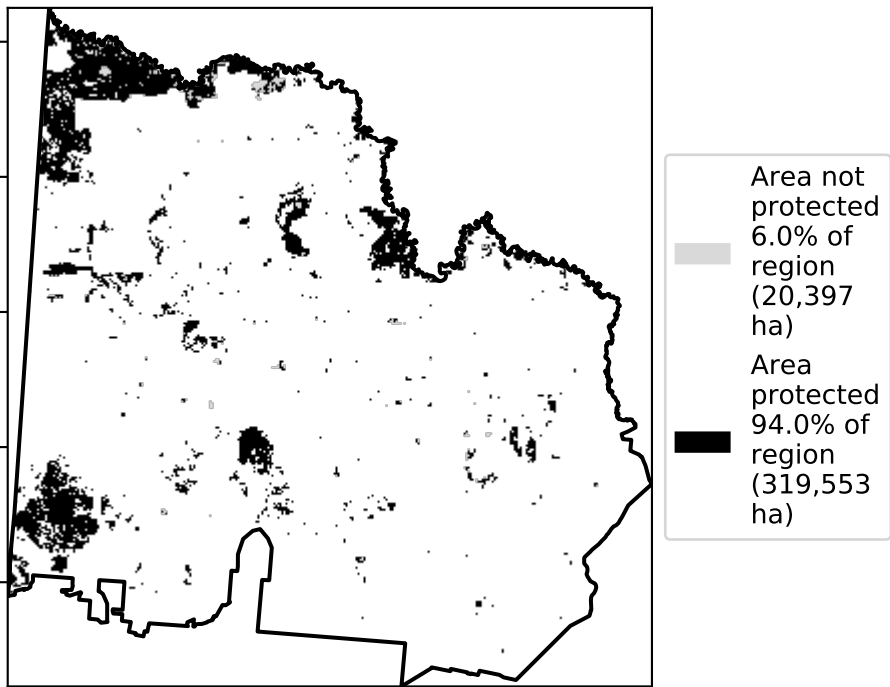 Area not
protected
6.0% of
region
(20,397
ha)
Area
protected
94.0% of
region
(319,553
ha)